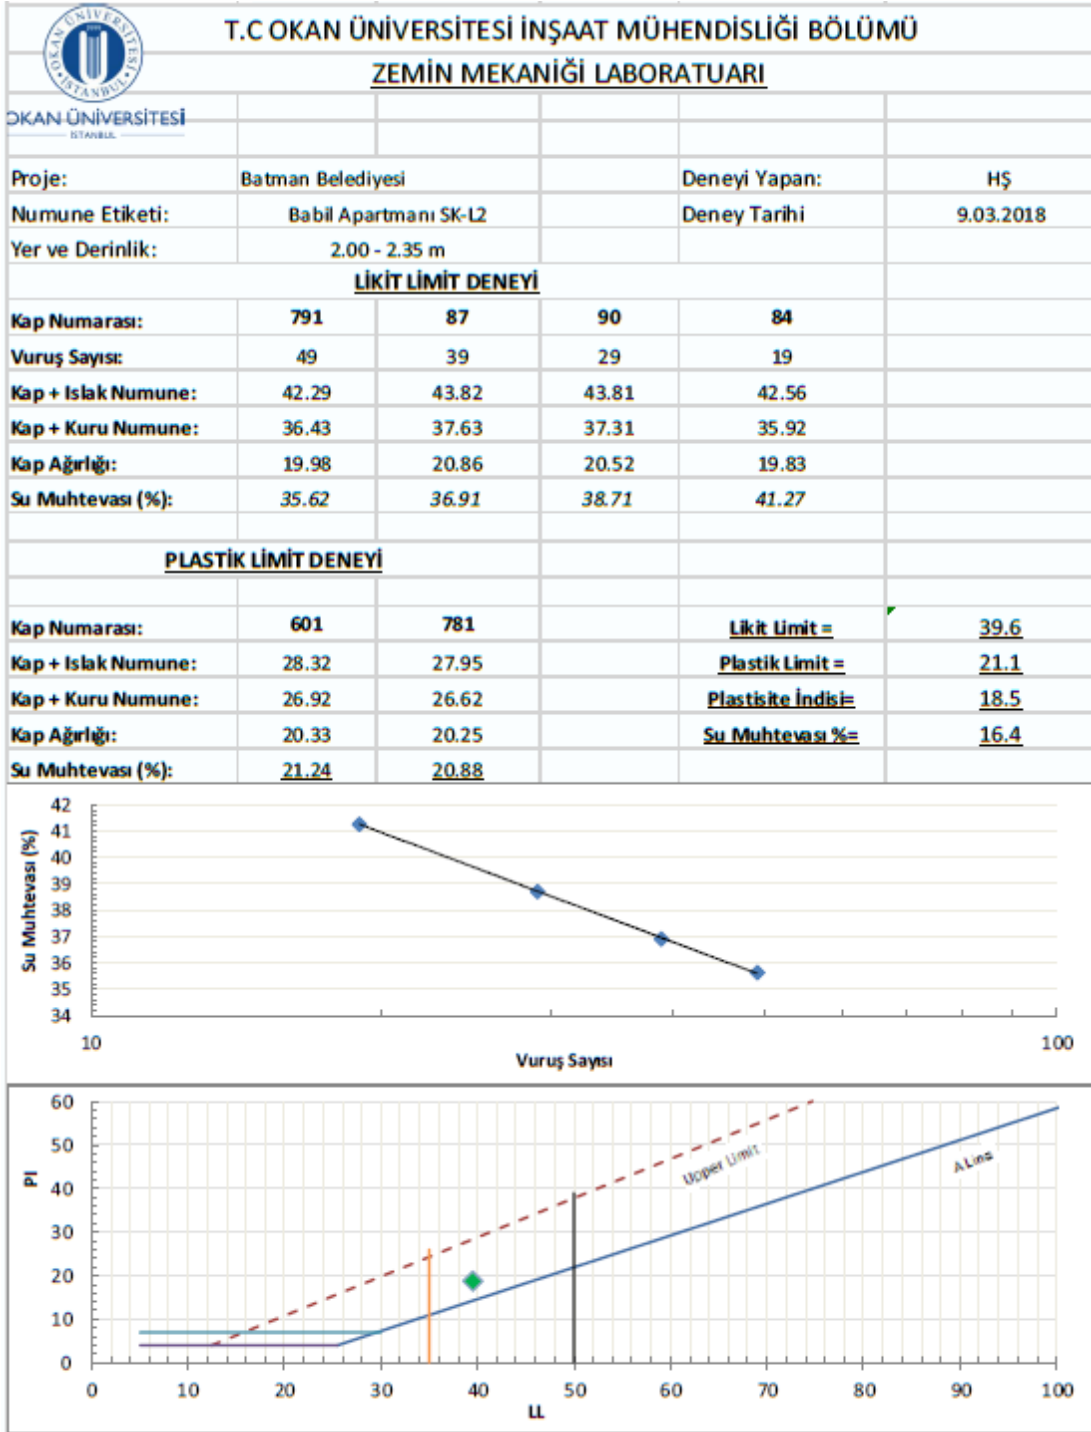 T.C OKAN ÜNİVERSİTESİ İNŞAAT MÜHENDİSLİĞİ BÖLÜMÜ
ZEMİN MEKANİĞİ LABORATUARI
OKAN ÜNİVERSİTESİ
İSTANBUL
OKAN ÜNİVERSİTESİ
İSTANBUL
Proje: Batman Belediyesi Deneyi Yapan: HŞ
Numune Etiketi: Babil Apartmanı SK-L2 Deney Tarihi 9.03.2018
Yer ve Derinlik: 2.00 - 2.35 m
LİKİT LİMİT DENEYİ
Kap Numarası: 791 87 90 84
Vuruş Sayısı: 49 39 29 19
Kap + Islak Numune: 42.29 43.82 43.81 42.56
Kap + Kuru Numune: 36.43 37.63 37.31 35.92
Kap Ağırlığı: 19.98 20.86 20.52 19.83
Su Muhtevası (%): 35.62 36.91 38.71 41.27
PLASTİK LİMİT DENEYİ
Kap Numarası: 601 781 Likit Limit = 39.6
Kap + Islak Numune: 28.32 27.95 Plastik Limit = 21.1
Kap + Kuru Numune: 26.92 26.62 Plastisite İndisi= 18.5
Kap Ağırlığı: 20.33 20.25 Su Muhtevası %= 16.4
Su Muhtevası (%): 21.24 20.88
42
41
40
39
38
37
36
35
34
Su Muhtevası (%)
10 100
Vuruş Sayısı
60
50
40
30
20
10
0
PI
Upper Limit
A Line
0 10 20 30 40 50 60 70 80 90 100
LL